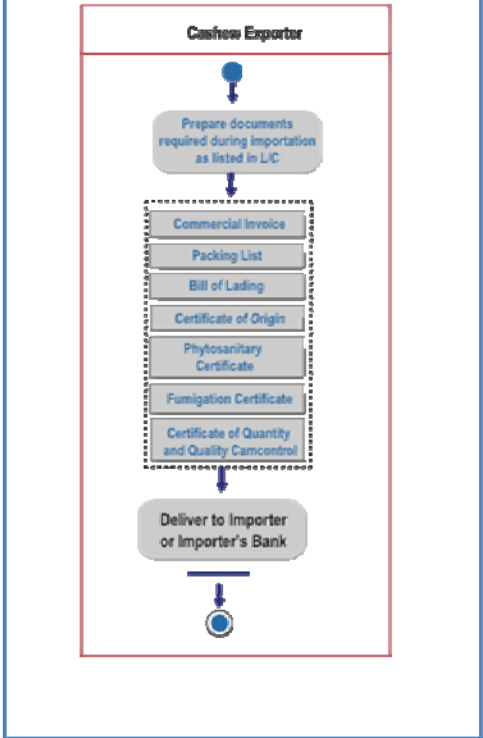 Cashew Exporter
Prepare documents
required during importation
as listed in L/C
Commercial Invoice
Packing List
Bill of Lading
Certificate of Origin
Phytosanitary
Certificate
Fumigation Certificate
Certificate of Quantity
and Quality Camcontrol
Deliver to Importer
or Importer's Bank